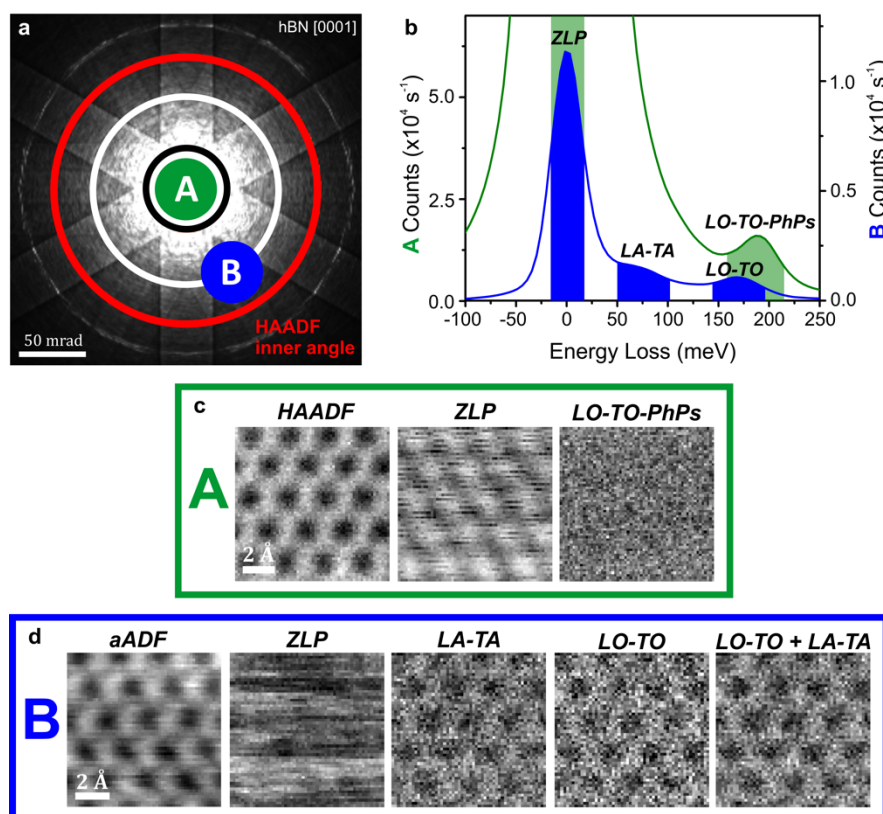 a
hBN [0001]
A
B
HAADF
inner angle
50 mrad
b
ZLP
LA-TA
LO-TO-PhPs
LO-TO
A Counts (x10⁴ s⁻¹)
5.0
2.5
0.0
B Counts (x10⁴ s⁻¹)
1.0
0.5
0.0
-100 -50 0 50 100 150 200 250
Energy Loss (meV)
c
HAADF ZLP LO-TO-PhPs
A
2 Å
d
aADF ZLP LA-TA LO-TO LO-TO + LA-TA
B
2 Å